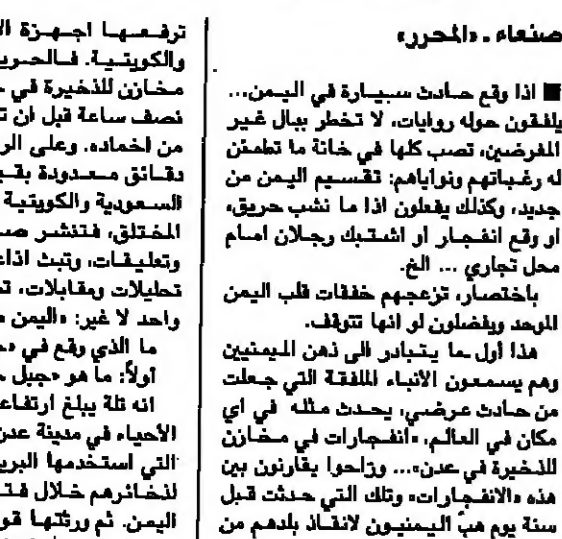 صنعاء ـ «المحرر»
■ اذا وقع حادث سيارة في اليمن...
يلفقون حوله روايات، لا تخطر ببال غير
المغرضين، تصب كلها في خانة ما تطمئن
له رغباتهم ونواياهم: تقسيم اليمن من
جديد، وكذلك يفعلون اذا ما نشب حريق،
او وقع انفجار او اشتبك رجلان امام
محل تجاري ... الخ.
باختصار، تزعجهم خفقات قلب اليمن
الموحد ويفضلون لو انها تتوقف.
هذا أول ما يتبادر الى ذهن اليمنيين
وهم يسمعون الانباء الملفقة التي جعلت
من حادث عرضي، يحدث مثله في اي
مكان في العالم، «انفجارات في مخازن
للذخيرة في عدن»... وراحوا يقارنون بين
هذه «الانفجارات» وتلك التي حدثت قبل
سنة يوم هبّ اليمنيون لانقاذ بلدهم من
ترفعها اجهزة
والكويتية. فالحر
مخازن للذخيرة في
نصف ساعة قبل ان
من اخماده. وعلى
دقائق معدودة
السعودية والكويتية
المختلق، فتنشر
وتعليقات، وتبث
تحليلات ومقابلات،
واحد لا غير: «اليمن
ما الذي وقع في
أولاً: ما هو «جبل
انه تلة يبلغ
الأحياء في مدينة عدن
التي استخدمها
لذخائرهم خلال
اليمن. ثم ورثتها